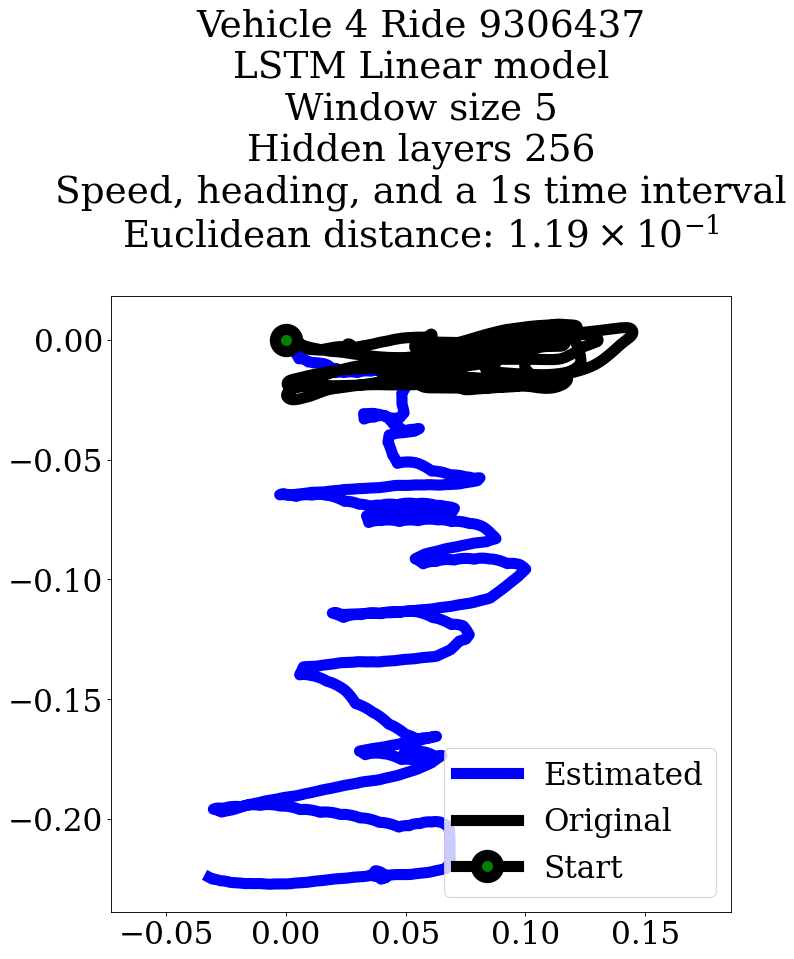 Vehicle 4 Ride 9306437
LSTM Linear model
Window size 5
Hidden layers 256
Speed, heading, and a 1s time interval
Euclidean distance: 1.19 × 10⁻¹
0.00
−0.05
−0.10
−0.15
−0.20
Estimated
Original
Start
−0.05 0.00 0.05 0.10 0.15